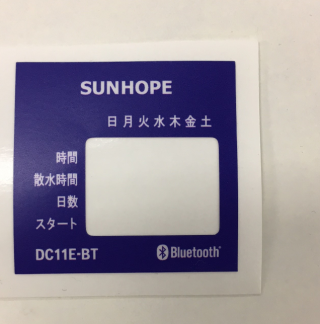 SUNHOPE
日月火水木金土
時間
散水時間
日数
スタート
DC11E-BT
Bluetooth